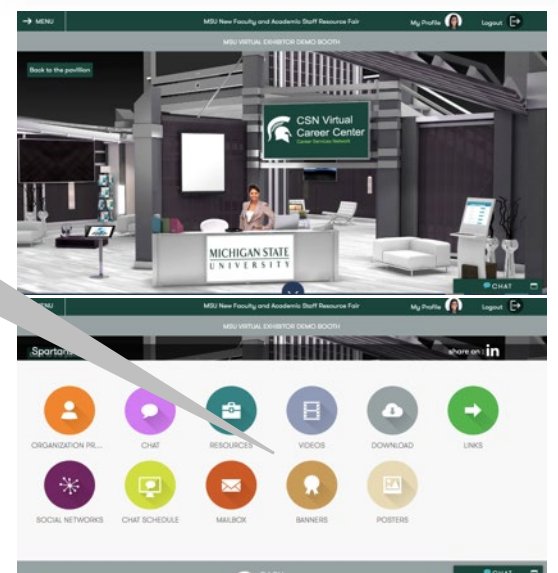 MENU
MSU New Faculty and Academic Staff Resource Fair
My Profile
Logout
MSU VIRTUAL EXHIBITOR DEMO BOOTH
Back to the pavillion
CSN Virtual
Career Center
Career Services Network
MICHIGAN STATE
UNIVERSITY
CHAT
MENU
MSU New Faculty and Academic Staff Resource Fair
My Profile
Logout
MSU VIRTUAL EXHIBITOR DEMO BOOTH
Spartans
share on : in
ORGANIZATION PR...
CHAT
RESOURCES
VIDEOS
DOWNLOAD
LINKS
SOCIAL NETWORKS
CHAT SCHEDULE
MAILBOX
BANNERS
POSTERS
CHAT